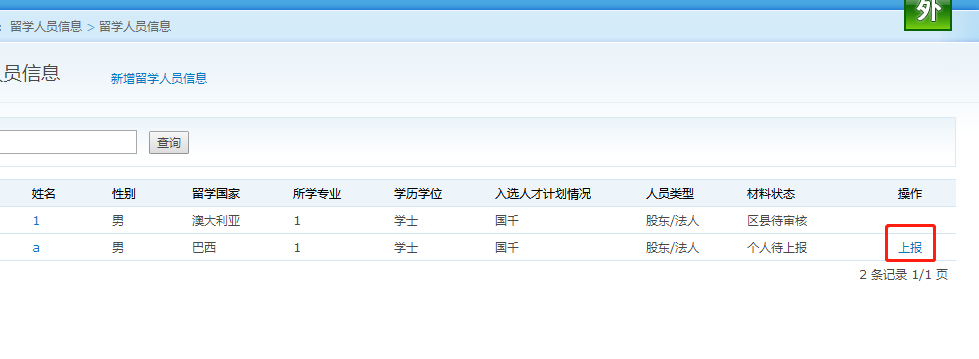 外
留学人员信息 > 留学人员信息
员信息 新增留学人员信息
查询
姓名 性别 留学国家 所学专业 学历学位 入选人才计划情况 人员类型 材料状态 操作
1 男 澳大利亚 1 学士 国千 股东/法人 区县待审核
a 男 巴西 1 学士 国千 股东/法人 个人待上报 上报
2 条记录 1/1 页